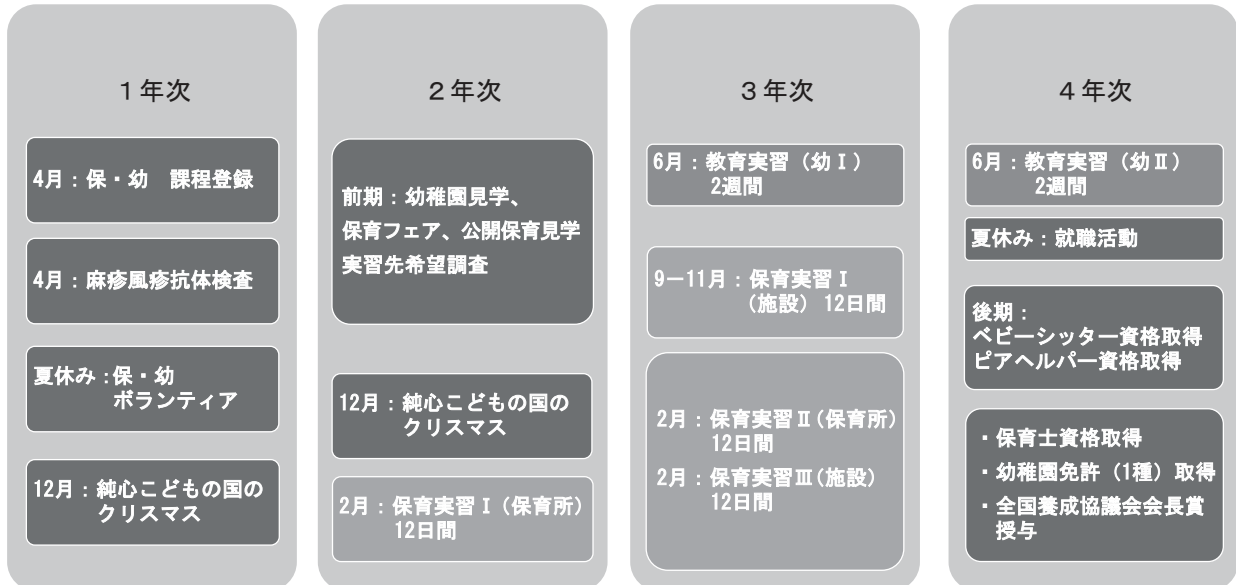 1年次
4月：保・幼　課程登録
4月：麻疹風疹抗体検査
夏休み：保・幼
ボランティア
12月：純心こどもの国の
クリスマス
2年次
前期：幼稚園見学、
保育フェア、公開保育見学
実習先希望調査
12月：純心こどもの国の
クリスマス
2月：保育実習Ⅰ（保育所）
12日間
3年次
6月：教育実習（幼Ⅰ）
2週間
9－11月：保育実習Ⅰ
（施設） 12日間
2月：保育実習Ⅱ（保育所）
12日間
2月：保育実習Ⅲ（施設）
12日間
4年次
6月：教育実習（幼Ⅱ）
2週間
夏休み：就職活動
後期：
ベビーシッター資格取得
ピアヘルパー資格取得
・保育士資格取得
・幼稚園免許（1種）取得
・全国養成協議会会長賞
授与